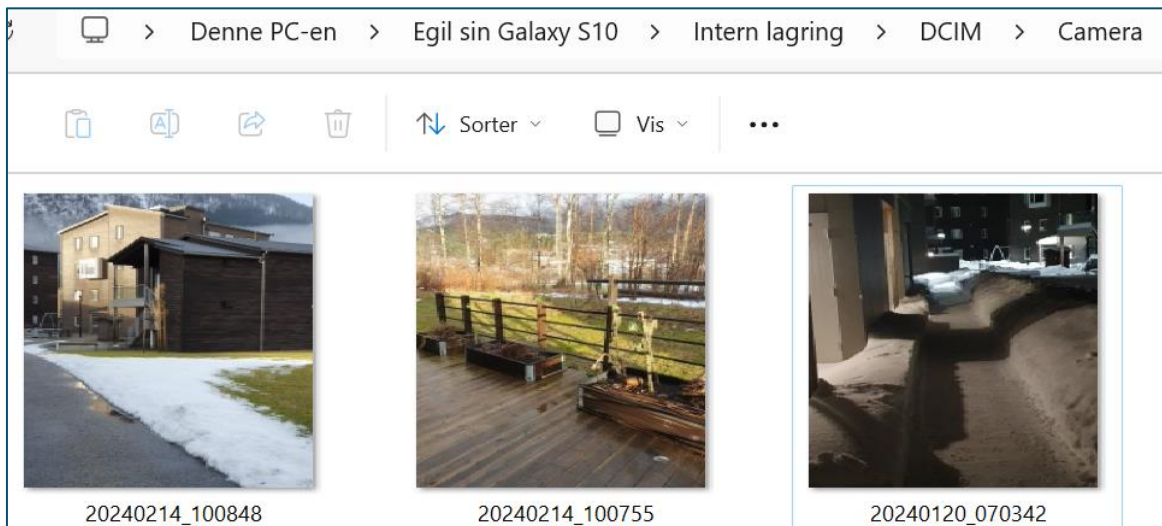 Denne PC-en > Egil sin Galaxy S10 > Intern lagring > DCIM > Camera
Sorter Vis
20240214_100848 20240214_100755 20240120_070342